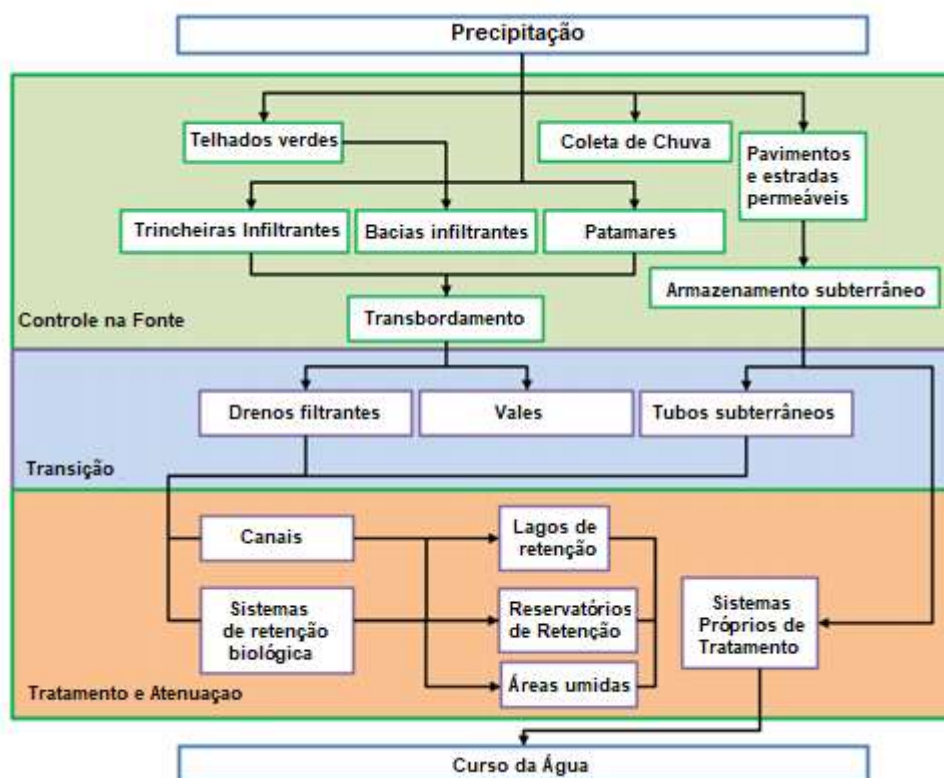 Precipitação
Telhados verdes
Coleta de Chuva
Pavimentos
e estradas
permeáveis
Trincheiras Infiltrantes
Bacias infiltrantes
Patamares
Armazenamento subterrâneo
Transbordamento
Controle na Fonte
Drenos filtrantes
Vales
Tubos subterrâneos
Transição
Canais
Lagos de
retenção
Sistemas
de retenção
biológica
Reservatórios
de Retenção
Sistemas
Próprios de
Tratamento
Áreas umidas
Tratamento e Atenuaçao
Curso da Água